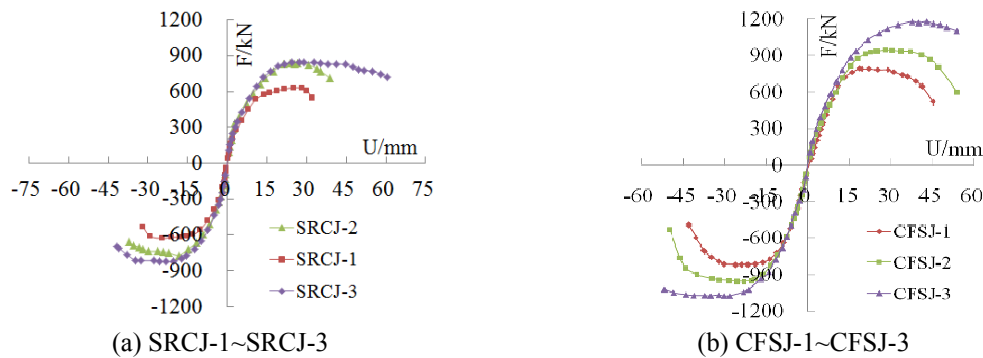 1200
900
600
300
0
-300
-600
-900
-1200
F/kN
U/mm
-75 -60 -45 -30 -15 0 15 30 45 60 75
SRCJ-2
SRCJ-1
SRCJ-3
(a) SRCJ-1~SRCJ-3
1200
900
600
300
0
-300
-600
-900
-1200
F/kN
U/mm
-60 -45 -30 -15 0 15 30 45 60
CFSJ-1
CFSJ-2
CFSJ-3
(b) CFSJ-1~CFSJ-3